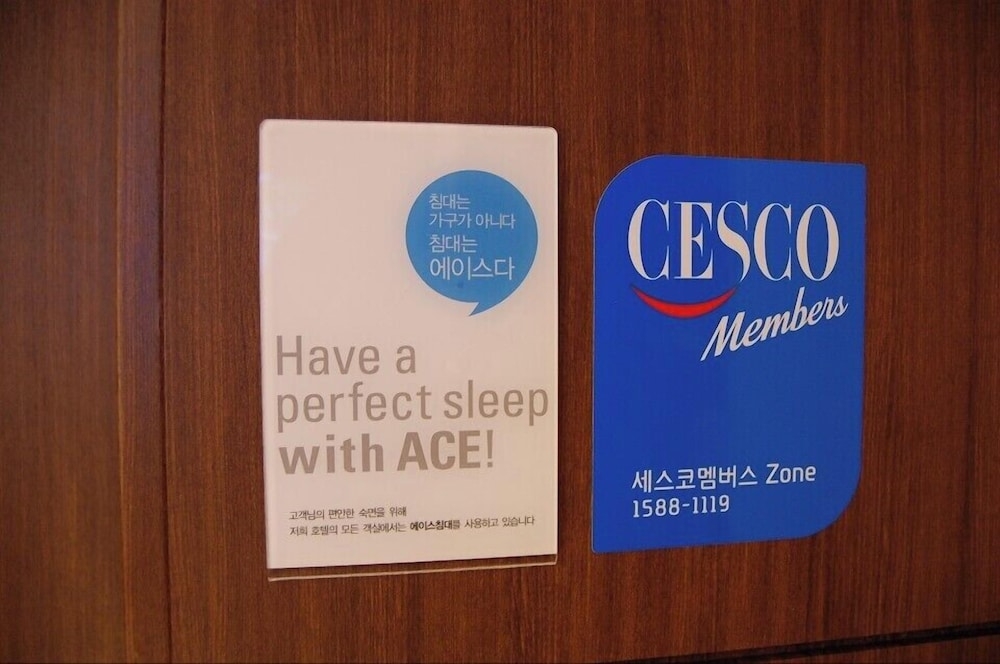 침대는
가구가 아니다
침대는
에이스다
Have a
perfect sleep
with ACE!
고객님의 편안한 숙면을 위해
저희 호텔의 모든 객실에서는 에이스침대를 사용하고 있습니다
CESCO
Members
세스코멤버스 Zone
1588-1119